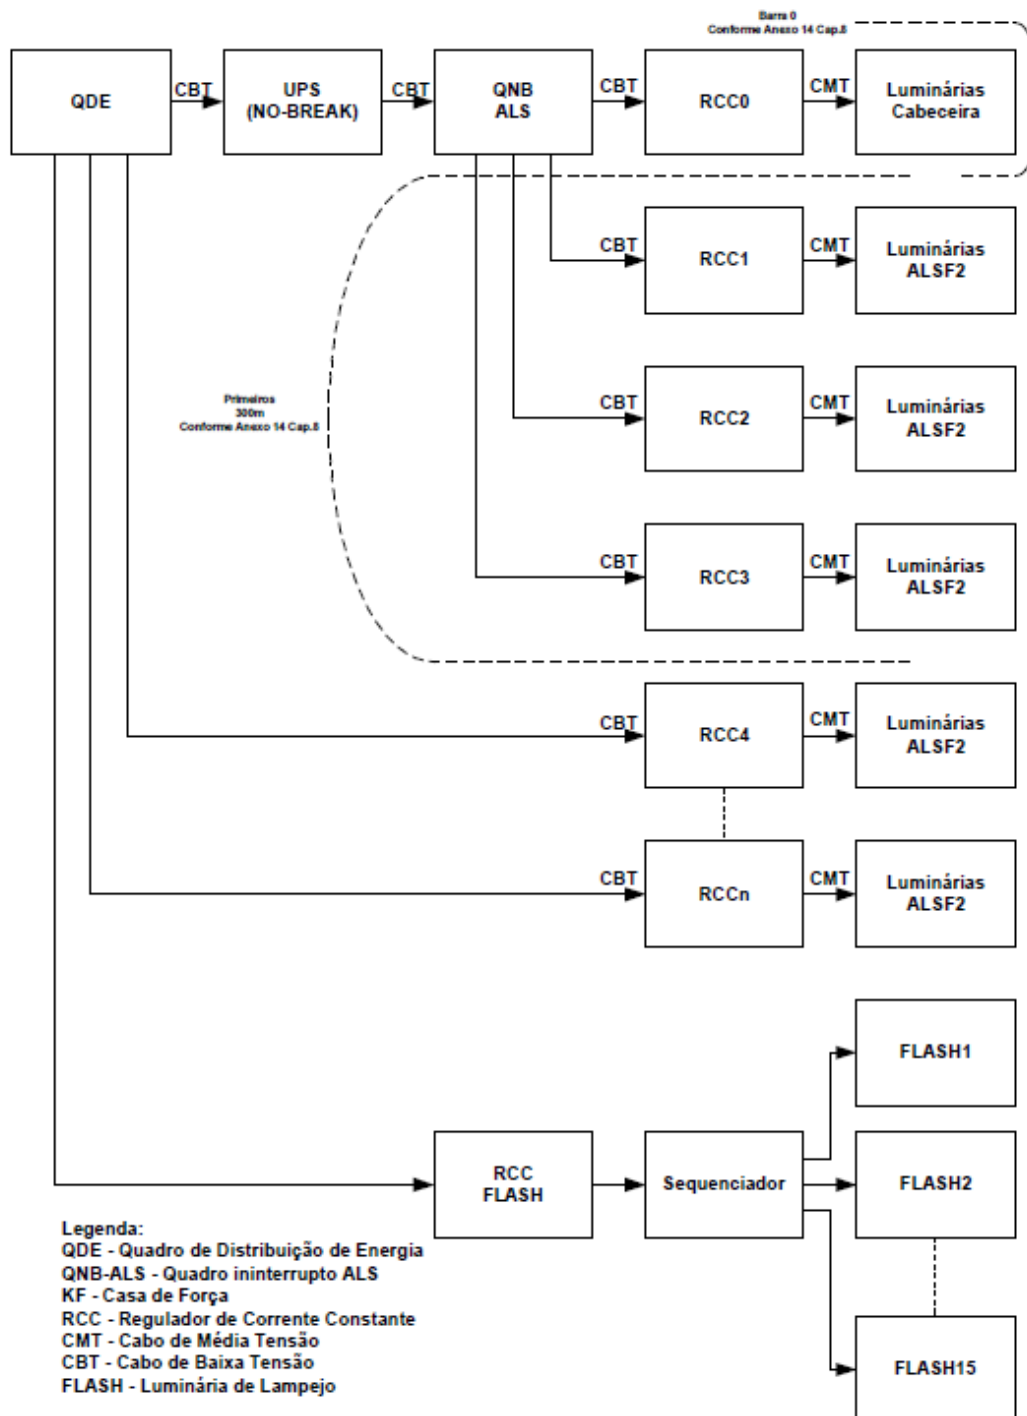 Barra 0
Conforme Anexo 14 Cap.8
QDE
CBT
UPS
(NO-BREAK)
CBT
QNB
ALS
CBT
RCC0
CMT
Luminárias
Cabeceira
CBT
RCC1
CMT
Luminárias
ALSF2
Primeiros
300m
Conforme Anexo 14 Cap.8
CBT
RCC2
CMT
Luminárias
ALSF2
CBT
RCC3
CMT
Luminárias
ALSF2
CBT
RCC4
CMT
Luminárias
ALSF2
CBT
RCCn
CMT
Luminárias
ALSF2
FLASH1
RCC
FLASH
Sequenciador
FLASH2
FLASH15
Legenda:
QDE - Quadro de Distribuição de Energia
QNB-ALS - Quadro ininterrupto ALS
KF - Casa de Força
RCC - Regulador de Corrente Constante
CMT - Cabo de Média Tensão
CBT - Cabo de Baixa Tensão
FLASH - Luminária de Lampejo